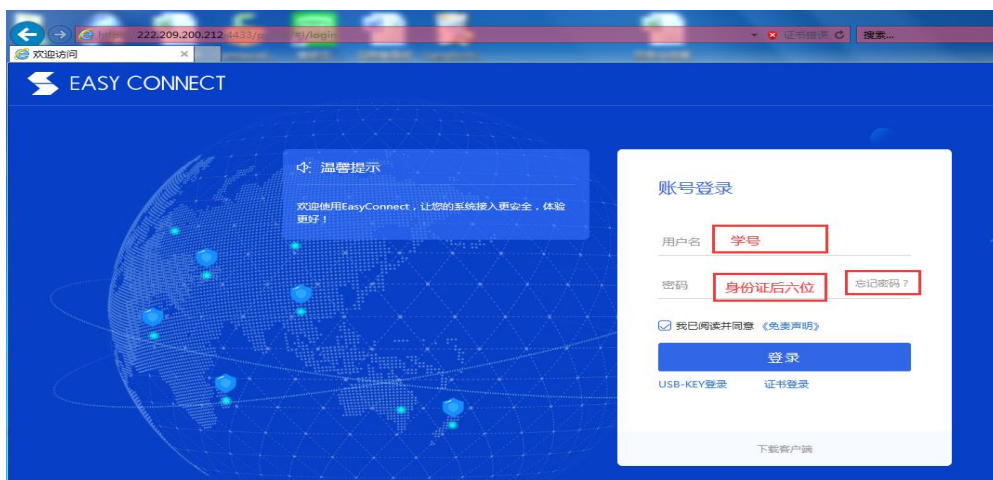 222.209.200.212:4433/
/login
证书错误
搜索...
欢迎访问
EASY CONNECT
温馨提示
欢迎使用EasyConnect，让您的系统接入更安全，体验
更好！
账号登录
用户名 学号
密码 身份证后六位 忘记密码？
我已阅读并同意 《免责声明》
登录
USB-KEY登录 证书登录
下载客户端